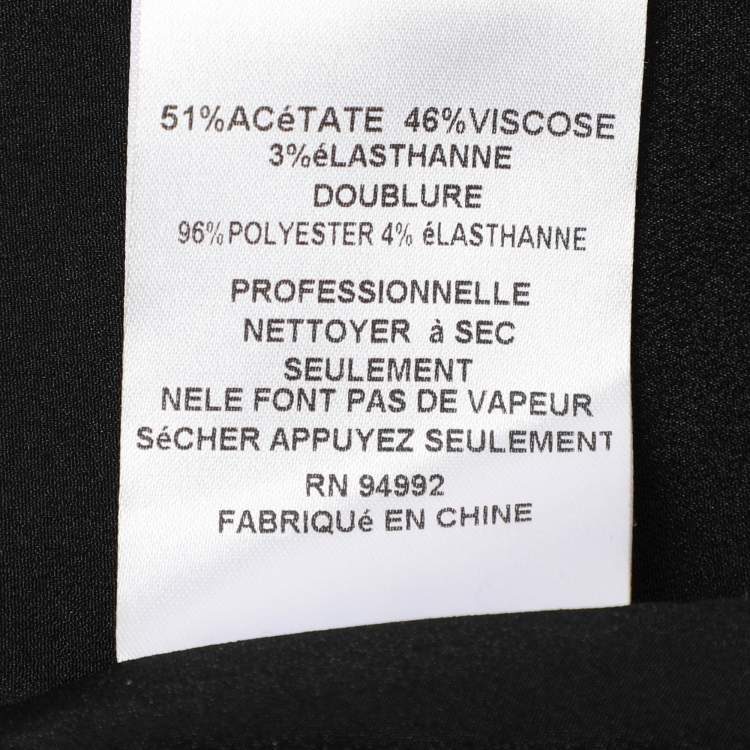 51%ACéTATE 46%VISCOSE
3%éLASTHANNE
DOUBLURE
96%POLYESTER 4% éLASTHANNE
PROFESSIONNELLE
NETTOYER à SEC
SEULEMENT
NELE FONT PAS DE VAPEUR
SéCHER APPUYEZ SEULEMENT
RN 94992
FABRIQUé EN CHINE